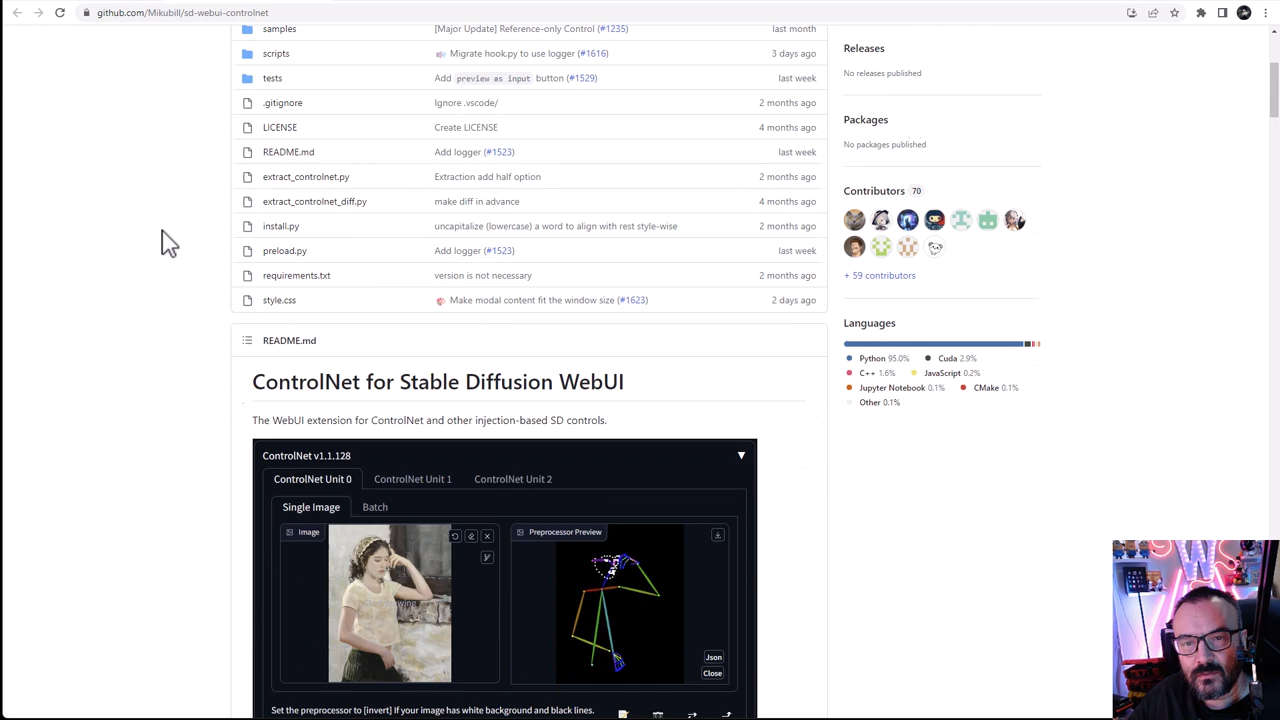 github.com/Mikubill/sd-webui-controlnet
samples [Major Update] Reference-only Control (#1235) last month
scripts Migrate hook.py to use logger (#1616) 3 days ago
tests Add preview as input button (#1529) last week
.gitignore Ignore .vscode/ 2 months ago
LICENSE Create LICENSE 4 months ago
README.md Add logger (#1523) last week
extract_controlnet.py Extraction add half option 2 months ago
extract_controlnet_diff.py make diff in advance 4 months ago
install.py uncapitalize (lowercase) a word to align with rest style-wise 2 months ago
preload.py Add logger (#1523) last week
requirements.txt version is not necessary 2 months ago
style.css Make modal content fit the window size (#1623) 2 days ago
README.md
ControlNet for Stable Diffusion WebUI
The WebUI extension for ControlNet and other injection-based SD controls.
ControlNet v1.1.128
ControlNet Unit 0 ControlNet Unit 1 ControlNet Unit 2
Single Image Batch
Image Preprocessor Preview
Json
Close
Set the preprocessor to [invert] If your image has white background and black lines.
Releases
No releases published
Packages
No packages published
Contributors 70
+ 59 contributors
Languages
Python 95.0% Cuda 2.9%
C++ 1.6% JavaScript 0.2%
Jupyter Notebook 0.1% CMake 0.1%
Other 0.1%